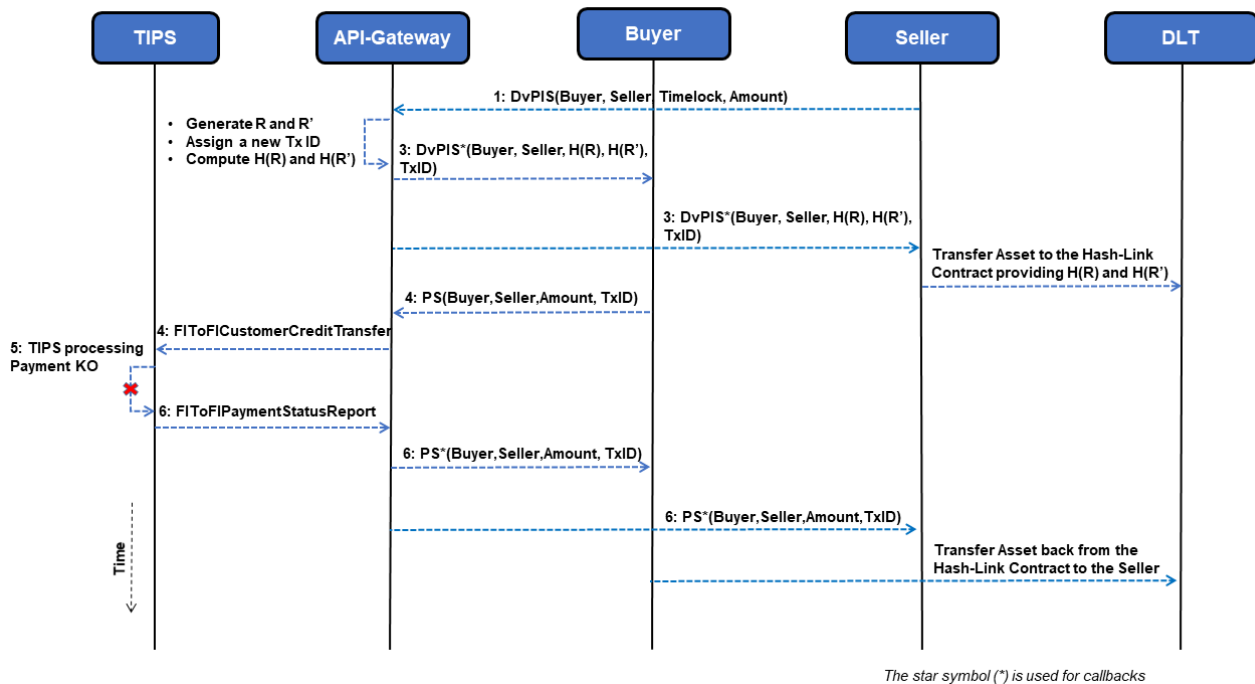 TIPS
API-Gateway
Buyer
Seller
DLT
1: DvPIS(Buyer, Seller, Timelock, Amount)
• Generate R and R’
• Assign a new Tx ID
• Compute H(R) and H(R’)
3: DvPIS*(Buyer, Seller, H(R), H(R’),
TxID)
3: DvPIS*(Buyer, Seller, H(R), H(R’),
TxID)
Transfer Asset to the Hash-Link
Contract providing H(R) and H(R’)
4: PS(Buyer,Seller,Amount, TxID)
4: FIToFICustomerCreditTransfer
5: TIPS processing
Payment KO
6: FIToFIPaymentStatusReport
6: PS*(Buyer,Seller,Amount, TxID)
6: PS*(Buyer,Seller,Amount,TxID)
Time
Transfer Asset back from the
Hash-Link Contract to the Seller
The star symbol (*) is used for callbacks